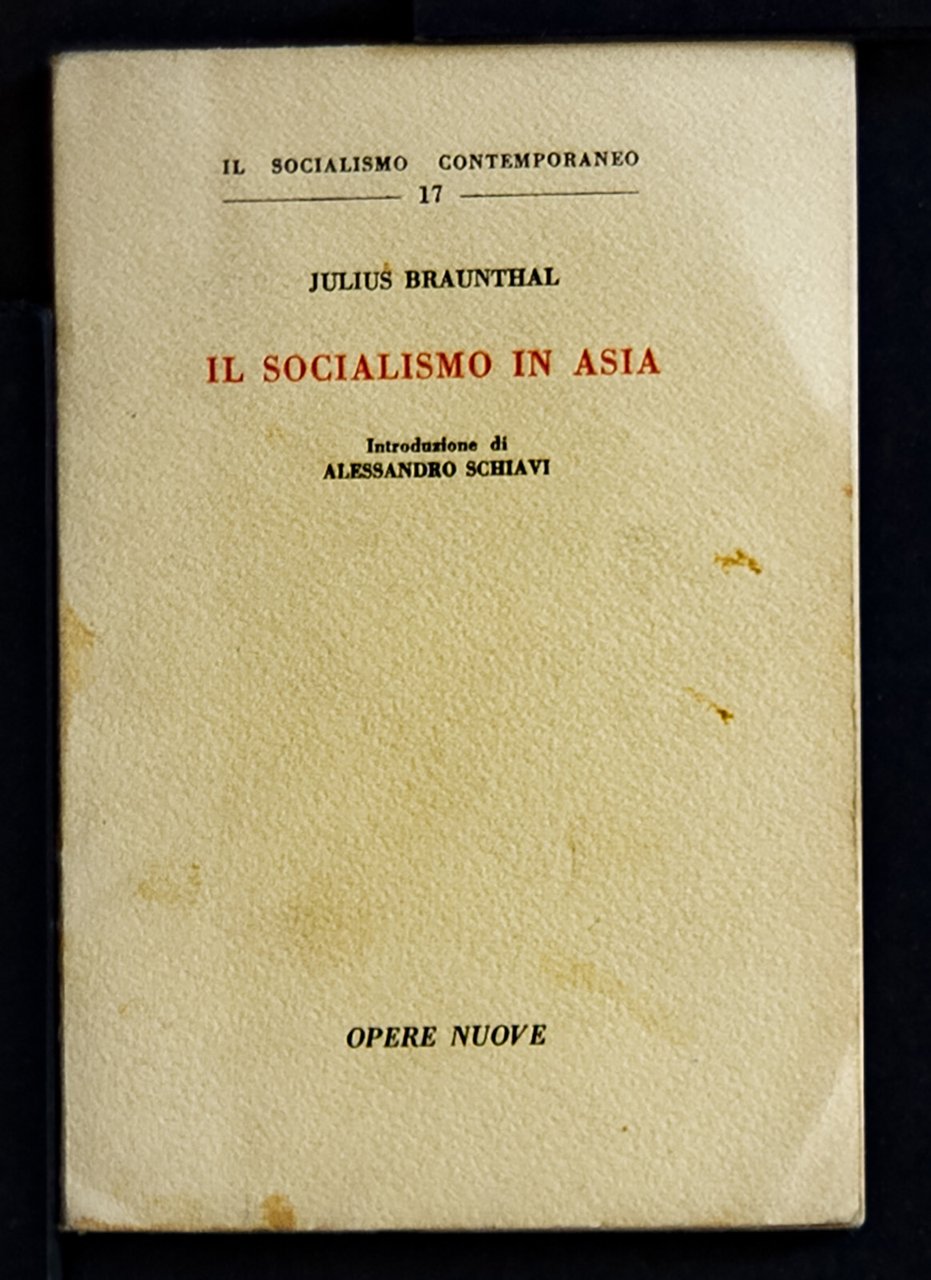 IL SOCIALISMO CONTEMPORANEO
17
JULIUS BRAUNTHAL
IL SOCIALISMO IN ASIA
Introduzione di
ALESSANDRO SCHIAVI
OPERE NUOVE